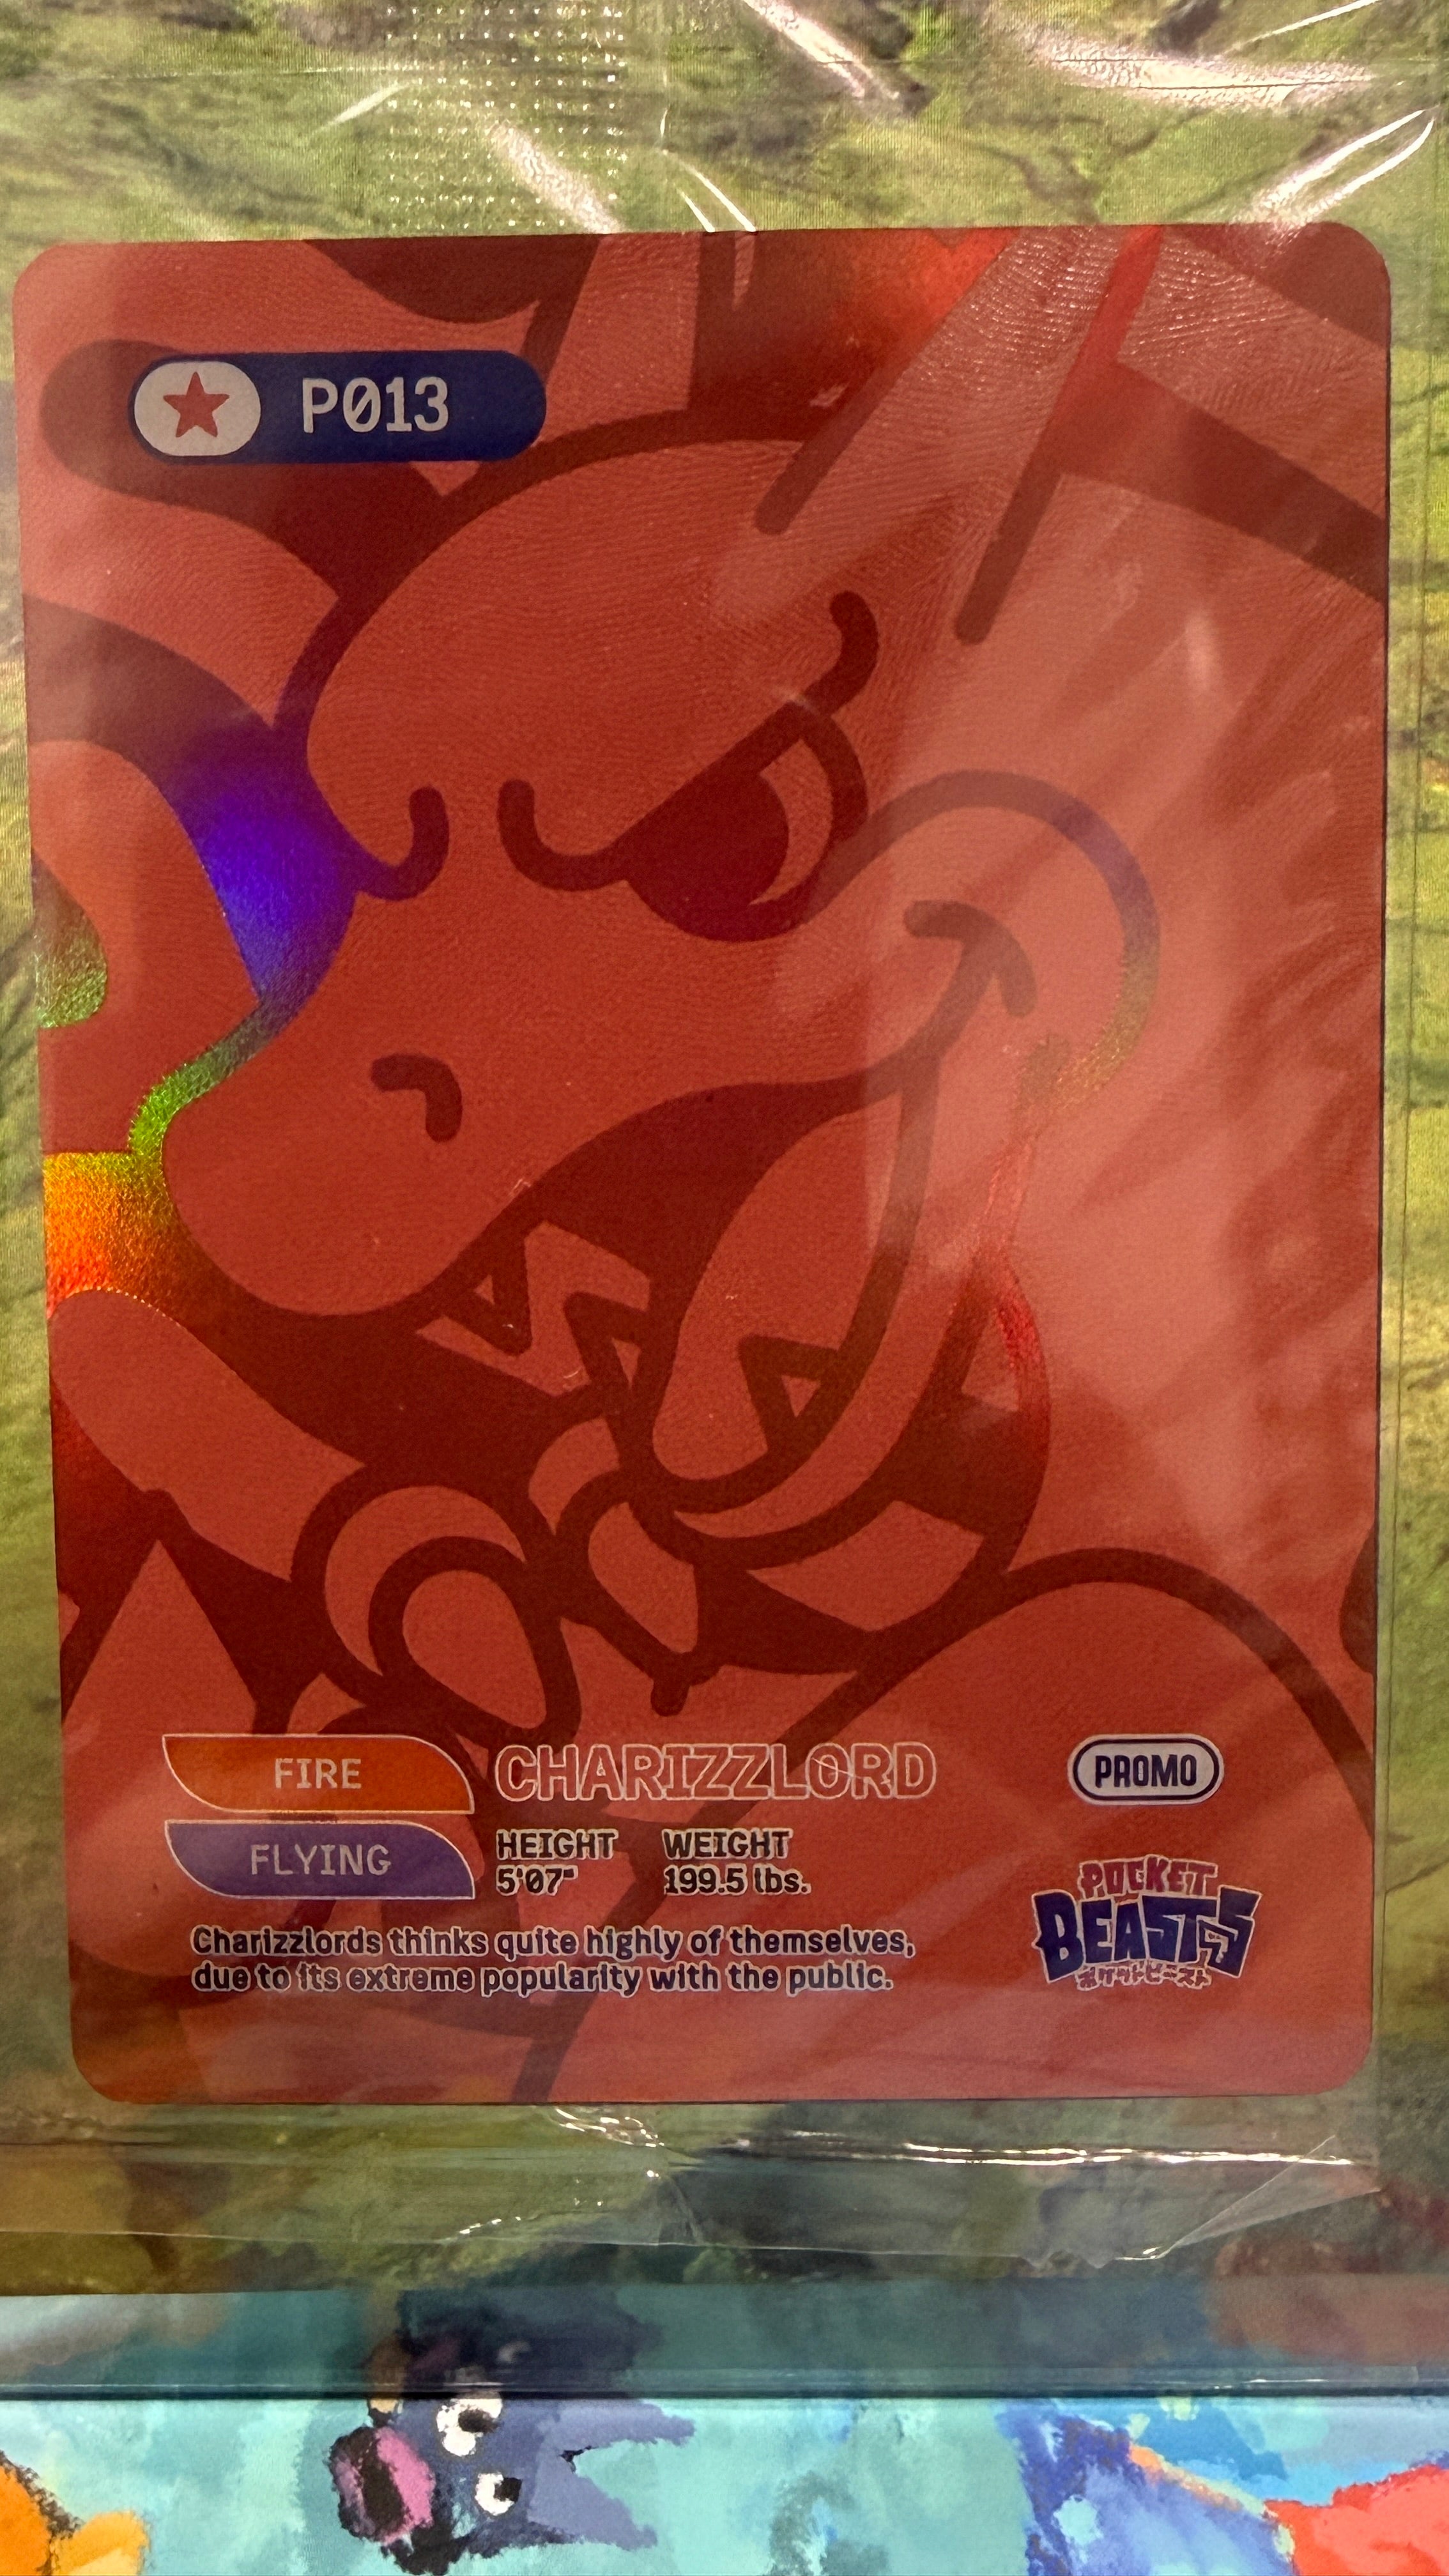 P013
FIRE
CHARIZZLORD
PROMO
FLYING
HEIGHT WEIGHT
5'07" 199.5 lbs.
Charizzlords thinks quite highly of themselves,
due to its extreme popularity with the public.
POCKET
BEASTS
ポケットビースト